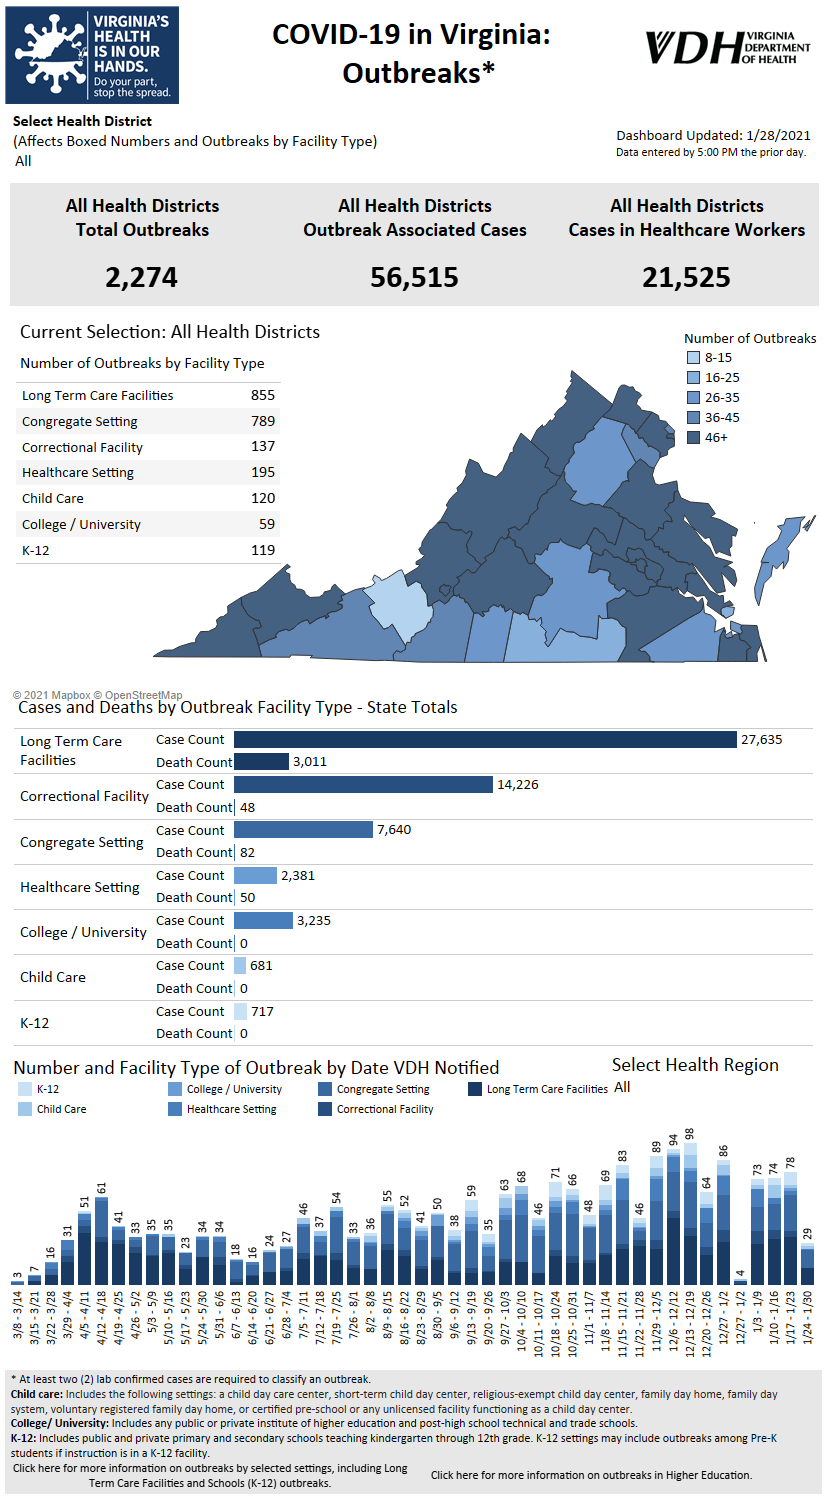 VIRGINIA'S
HEALTH
IS IN OUR
HANDS.
Do your part,
stop the spread.
COVID-19 in Virginia:
Outbreaks*
VDH VIRGINIA
DEPARTMENT
OF HEALTH
Select Health District
(Affects Boxed Numbers and Outbreaks by Facility Type)
All
Dashboard Updated: 1/28/2021
Data entered by 5:00 PM the prior day.
All Health Districts
Total Outbreaks
2,274
All Health Districts
Outbreak Associated Cases
56,515
All Health Districts
Cases in Healthcare Workers
21,525
Current Selection: All Health Districts
Number of Outbreaks by Facility Type
Long Term Care Facilities 855
Congregate Setting 789
Correctional Facility 137
Healthcare Setting 195
Child Care 120
College / University 59
K-12 119
Number of Outbreaks
8-15
16-25
26-35
36-45
46+
© 2021 Mapbox © OpenStreetMap
Cases and Deaths by Outbreak Facility Type - State Totals
Long Term Care
Facilities
Case Count 27,635
Death Count 3,011
Correctional Facility
Case Count 14,226
Death Count 48
Congregate Setting
Case Count 7,640
Death Count 82
Healthcare Setting
Case Count 2,381
Death Count 50
College / University
Case Count 3,235
Death Count 0
Child Care
Case Count 681
Death Count 0
K-12
Case Count 717
Death Count 0
Number and Facility Type of Outbreak by Date VDH Notified
Select Health Region
All
K-12
College / University
Congregate Setting
Long Term Care Facilities
Child Care
Healthcare Setting
Correctional Facility
3 7 16 31 51 61 41 33 35 35 23 34 34 18 16 24 27 46 37 54 33 36 55 52 41 50 38 59 35 63 68 46 71 66 48 69 83 46 89 94 98 64 86 4 73 74 78 29
3/8 - 3/14
3/15 - 3/21
3/22 - 3/28
3/29 - 4/4
4/5 - 4/11
4/12 - 4/18
4/19 - 4/25
4/26 - 5/2
5/3 - 5/9
5/10 - 5/16
5/17 - 5/23
5/24 - 5/30
5/31 - 6/6
6/7 - 6/13
6/14 - 6/20
6/21 - 6/27
6/28 - 7/4
7/5 - 7/11
7/12 - 7/18
7/19 - 7/25
7/26 - 8/1
8/2 - 8/8
8/9 - 8/15
8/16 - 8/22
8/23 - 8/29
8/30 - 9/5
9/6 - 9/12
9/13 - 9/19
9/20 - 9/26
9/27 - 10/3
10/4 - 10/10
10/11 - 10/17
10/18 - 10/24
10/25 - 10/31
11/1 - 11/7
11/8 - 11/14
11/15 - 11/21
11/22 - 11/28
11/29 - 12/5
12/6 - 12/12
12/13 - 12/19
12/20 - 12/26
12/27 - 1/2
12/27 - 1/2
1/3 - 1/9
1/10 - 1/16
1/17 - 1/23
1/24 - 1/30
* At least two (2) lab confirmed cases are required to classify an outbreak.
Child care: Includes the following settings: a child day care center, short-term child day center, religious-exempt child day center, family day home, family day
system, voluntary registered family day home, or certified pre-school or any unlicensed facility functioning as a child day center.
College/ University: Includes any public or private institute of higher education and post-high school technical and trade schools.
K-12: Includes public and private primary and secondary schools teaching kindergarten through 12th grade. K-12 settings may include outbreaks among Pre-K
students if instruction is in a K-12 facility.
Click here for more information on outbreaks by selected settings, including Long
Term Care Facilities and Schools (K-12) outbreaks.
Click here for more information on outbreaks in Higher Education.